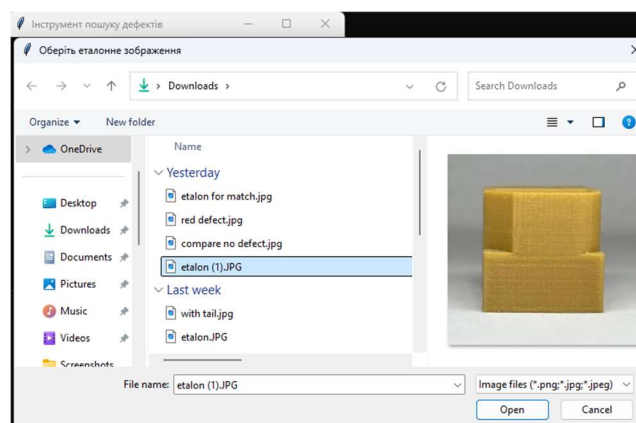 Інструмент пошуку дефектів
Оберіть еталонне зображення
Downloads
Search Downloads
Organize
New folder
OneDrive
Desktop
Downloads
Documents
Pictures
Music
Videos
Screenshots
Name
Yesterday
etalon for match.jpg
red defect.jpg
compare no defect.jpg
etalon (1).JPG
Last week
with tail.jpg
etalon.JPG
File name:
etalon (1).JPG
Image files (*.png;*.jpg;*.jpeg)
Open
Cancel